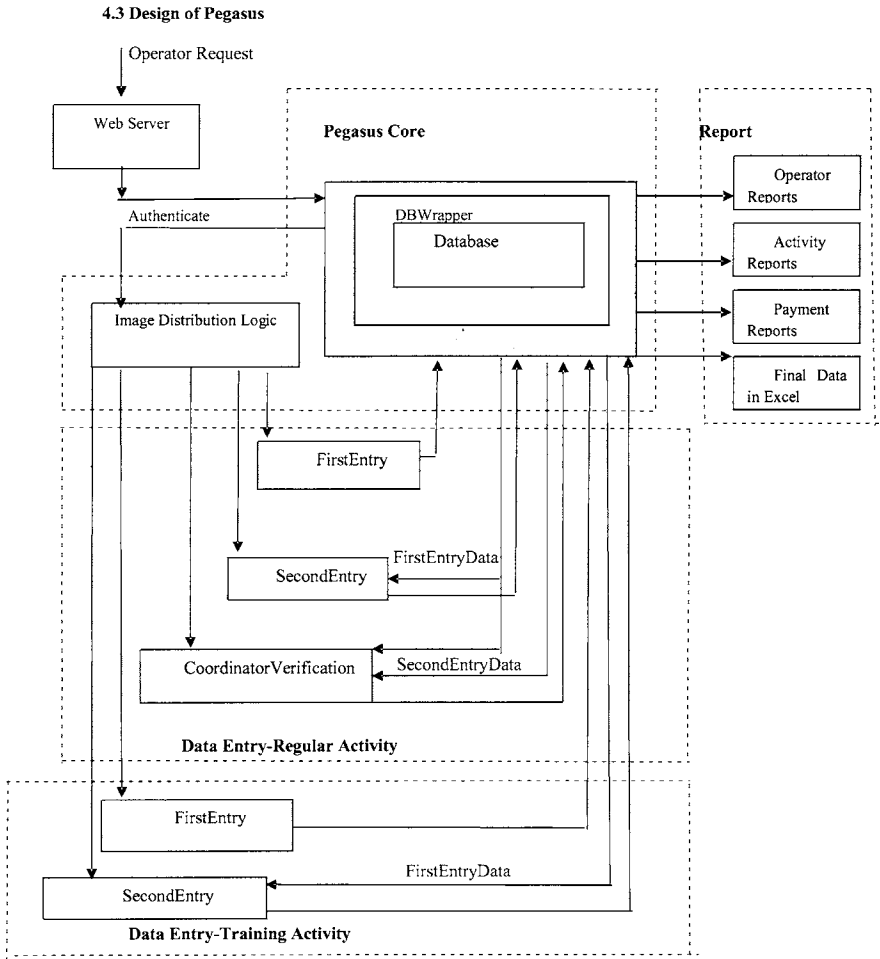 4.3 Design of Pegasus
Operator Request
Web Server
Pegasus Core
Report
Operator
Reports
Authenticate
DBWrapper
Database
Activity
Reports
Image Distribution Logic
Payment
Reports
Final Data
in Excel
FirstEntry
FirstEntryData
SecondEntry
CoordinatorVerification
SecondEntryData
Data Entry-Regular Activity
FirstEntry
FirstEntryData
SecondEntry
Data Entry-Training Activity